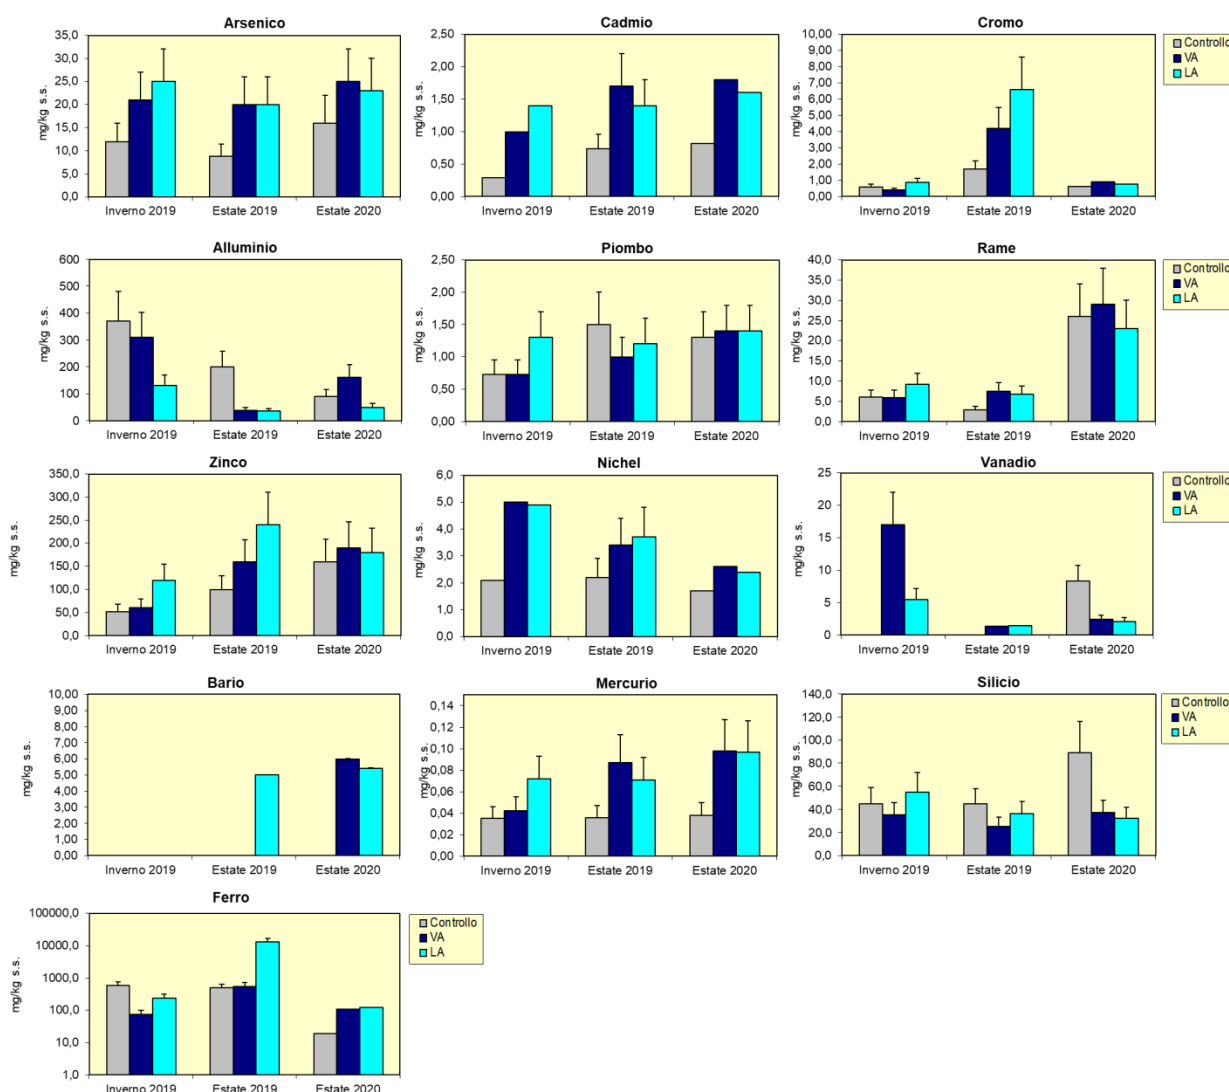 Arsenico
mg/kg s.s.
35,0
30,0
25,0
20,0
15,0
10,0
5,0
0,0
Inverno 2019 Estate 2019 Estate 2020
Cadmio
mg/kg s.s.
2,50
2,00
1,50
1,00
0,50
0,00
Inverno 2019 Estate 2019 Estate 2020
Cromo
mg/kg s.s.
10,00
9,00
8,00
7,00
6,00
5,00
4,00
3,00
2,00
1,00
0,00
Inverno 2019 Estate 2019 Estate 2020
Controllo
VA
LA
Alluminio
mg/kg s.s.
600
500
400
300
200
100
0
Inverno 2019 Estate 2019 Estate 2020
Piombo
mg/kg s.s.
2,50
2,00
1,50
1,00
0,50
0,00
Inverno 2019 Estate 2019 Estate 2020
Rame
mg/kg s.s.
40,0
35,0
30,0
25,0
20,0
15,0
10,0
5,0
0,0
Inverno 2019 Estate 2019 Estate 2020
Controllo
VA
LA
Zinco
mg/kg s.s.
350,0
300,0
250,0
200,0
150,0
100,0
50,0
0,0
Inverno 2019 Estate 2019 Estate 2020
Nichel
mg/kg s.s.
6,0
5,0
4,0
3,0
2,0
1,0
0,0
Inverno 2019 Estate 2019 Estate 2020
Vanadio
mg/kg s.s.
25
20
15
10
5
0
Inverno 2019 Estate 2019 Estate 2020
Controllo
VA
LA
Bario
mg/kg s.s.
10,00
9,00
8,00
7,00
6,00
5,00
4,00
3,00
2,00
1,00
0,00
Inverno 2019 Estate 2019 Estate 2020
Mercurio
mg/kg s.s.
0,14
0,12
0,10
0,08
0,06
0,04
0,02
0,00
Inverno 2019 Estate 2019 Estate 2020
Silicio
mg/kg s.s.
140,0
120,0
100,0
80,0
60,0
40,0
20,0
0,0
Inverno 2019 Estate 2019 Estate 2020
Controllo
VA
LA
Ferro
mg/kg s.s.
100000,0
10000,0
1000,0
100,0
10,0
1,0
Inverno 2019 Estate 2019 Estate 2020
Controllo
VA
LA